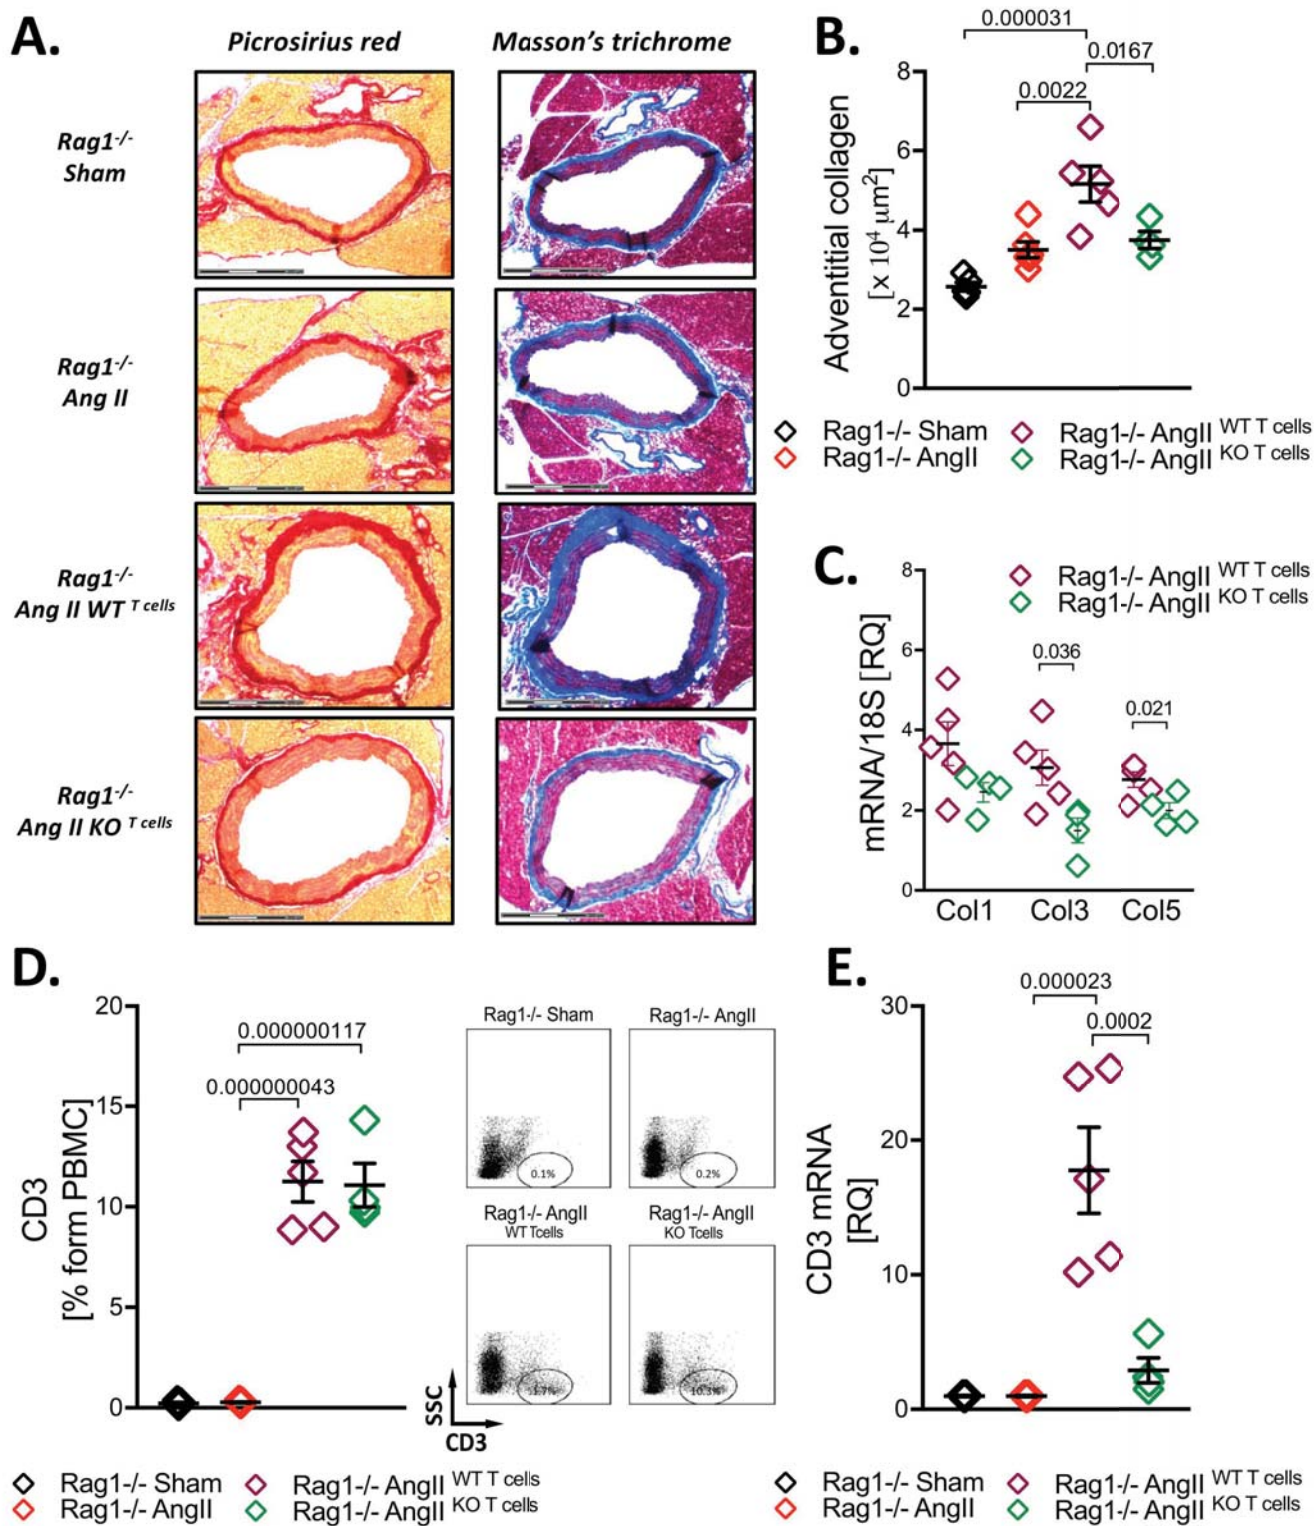 A.
Picrosirius red
Masson's trichrome
Rag1-/-
Sham
Rag1-/-
Ang II
Rag1-/-
Ang II WT T cells
Rag1-/-
Ang II KO T cells
B.
0.000031
0.0167
0.0022
Adventitial collagen
[x 10⁴ μm²]
8
6
4
2
0
Rag1-/- Sham
Rag1-/- AngII
Rag1-/- AngII WT T cells
Rag1-/- AngII KO T cells
C.
Rag1-/- AngII WT T cells
Rag1-/- AngII KO T cells
mRNA/18S [RQ]
8
6
4
2
0
0.036
0.021
Col1
Col3
Col5
D.
CD3
[% form PBMC]
20
15
10
5
0
0.000000117
0.000000043
Rag1-/- Sham
0.1%
Rag1-/- AngII
0.2%
Rag1-/- AngII
WT Tcells
Rag1-/- AngII
KO Tcells
10.3%
SSC
CD3
Rag1-/- Sham
Rag1-/- AngII
Rag1-/- AngII WT T cells
Rag1-/- AngII KO T cells
E.
0.000023
0.0002
CD3 mRNA
[RQ]
30
20
10
0
Rag1-/- Sham
Rag1-/- AngII
Rag1-/- AngII WT T cells
Rag1-/- AngII KO T cells